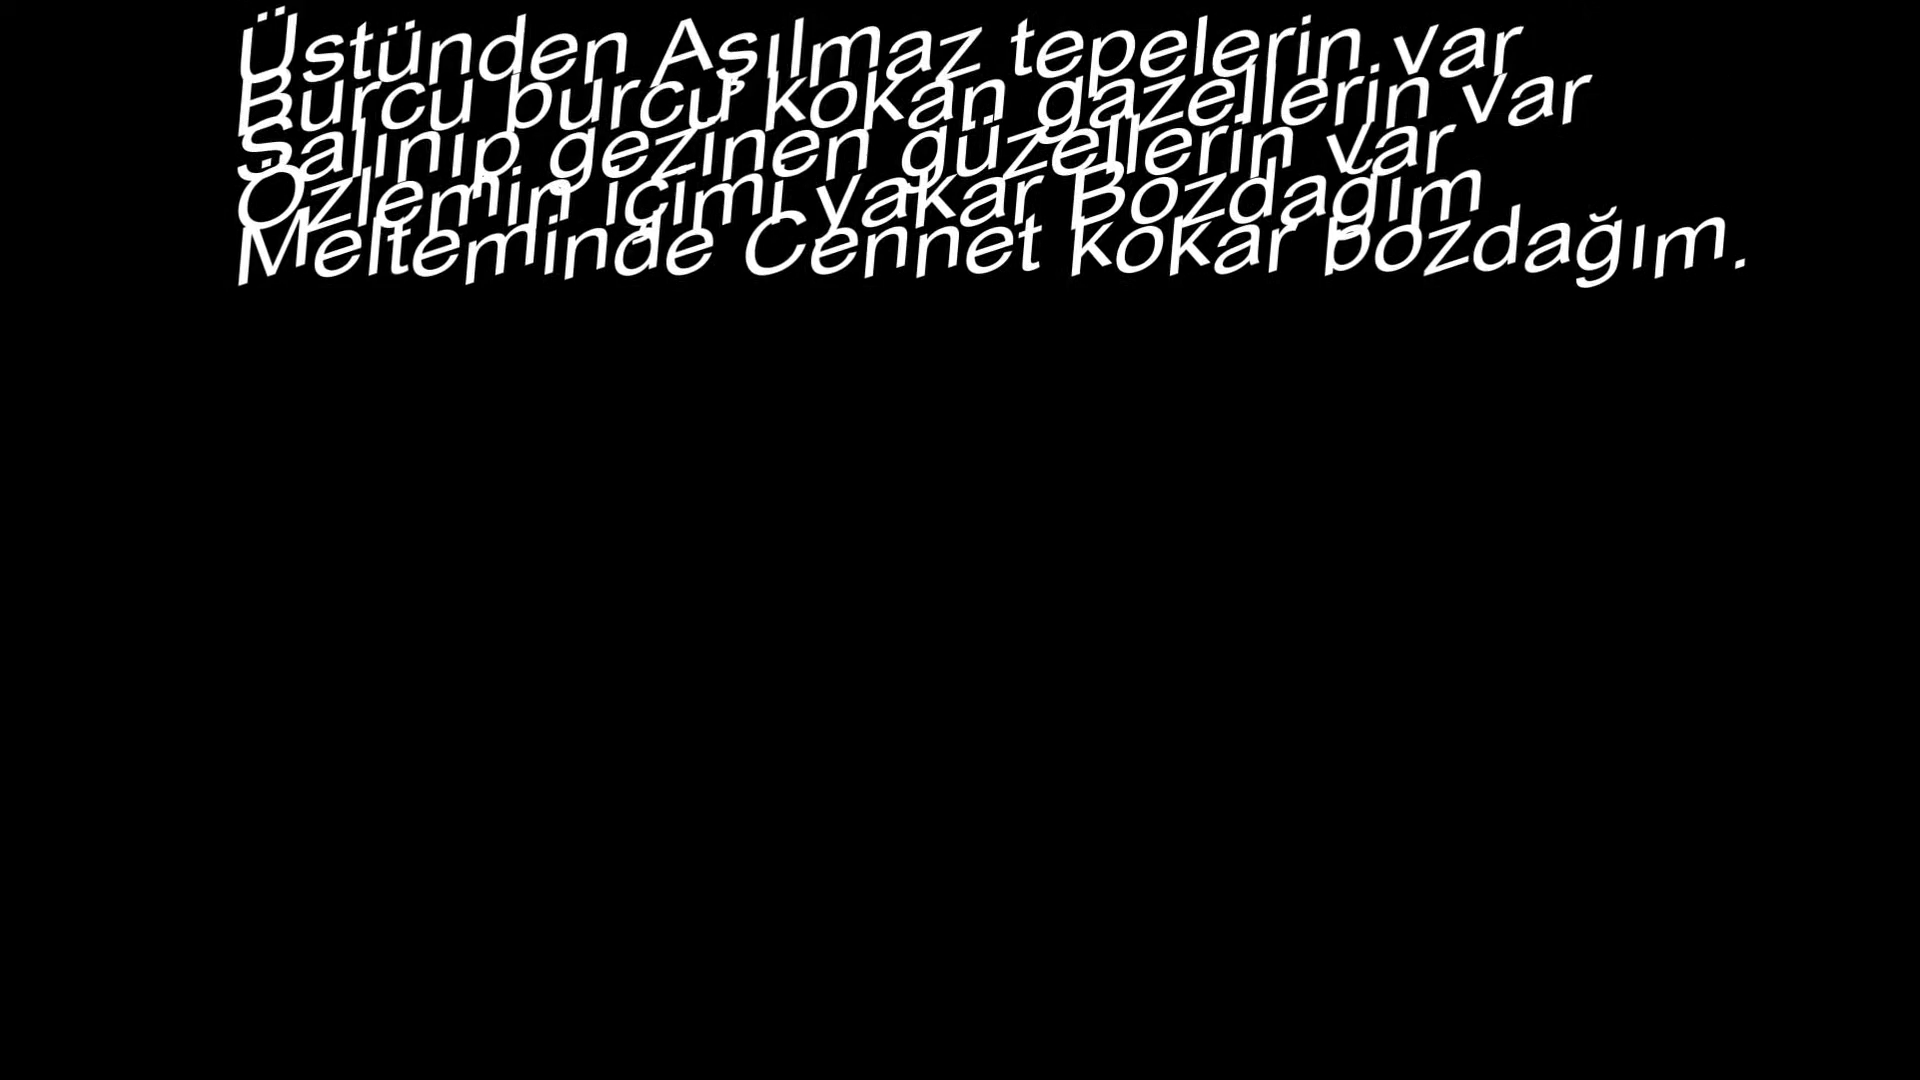 Üstünden Aşılmaz tepelerin var
Burcu burcu kokan gazellerin var
Salınıp gezinen güzellerin var
Özlemin içimi yakar Bozdağım
Melteminde Cennet kokar bozdağım.